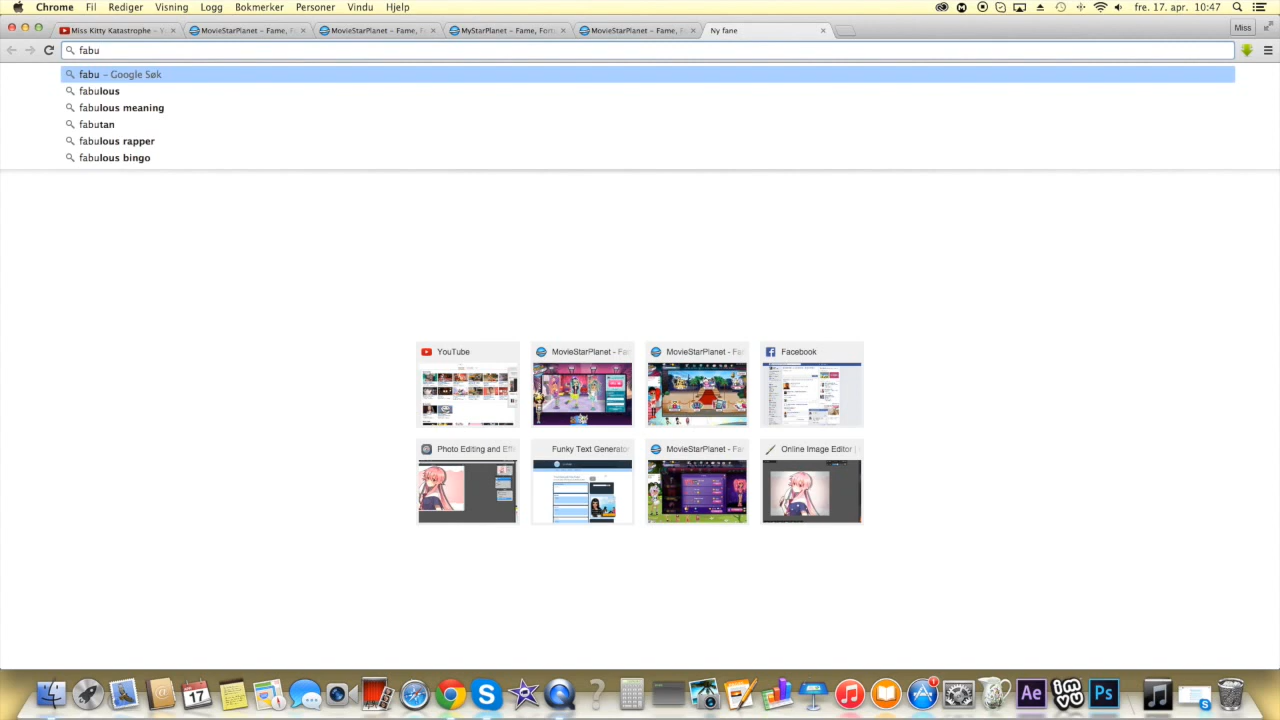 Chrome Fil Rediger Visning Logg Bokmerker Personer Vindu Hjelp fre. 17. apr. 10:47
Miss Kitty Katastrophe – MovieStarPlanet – Fame, F MovieStarPlanet – Fame, F MyStarPlanet – Fame, Fort MovieStarPlanet – Fame, F Ny fane Miss
fabu
fabu – Google Søk
fabulous
fabulous meaning
fabutan
fabulous rapper
fabulous bingo
YouTube MovieStarPlanet - Fa MovieStarPlanet - Fa Facebook
Photo Editing and Eff Funky Text Generator MovieStarPlanet - Fa Online Image Editor |
17 1 Ae Ps